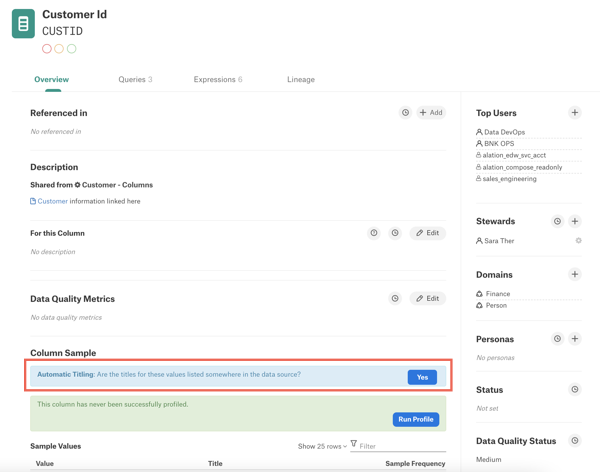 Customer Id
CUSTID
Overview
Queries 3
Expressions 6
Lineage
Referenced in
Add
No referenced in
Description
Shared from Customer - Columns
Customer information linked here
For this Column
Edit
No description
Data Quality Metrics
Edit
No data quality metrics
Column Sample
Automatic Titling: Are the titles for these values listed somewhere in the data source?
Yes
This column has never been successfully profiled.
Run Profile
Sample Values
Show 25 rows
Filter
Value
Title
Sample Frequency
Top Users
Data DevOps
BNK OPS
alation_edw_svc_acct
alation_compose_readonly
sales_engineering
Stewards
Sara Ther
Domains
Finance
Person
Personas
No personas
Status
Not set
Data Quality Status
Medium